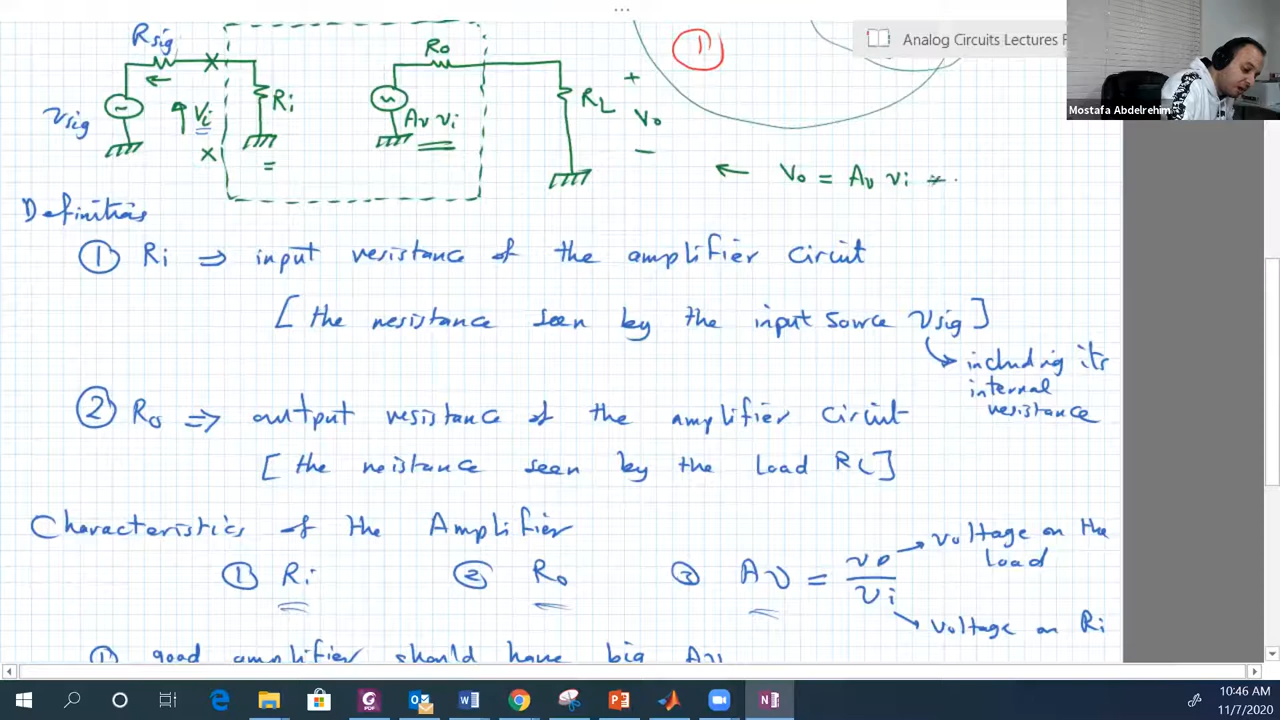 Rsig
Ro
1
Analog Circuits Lectures F
Ri
RL
+
Vsig
Vi
Av vi
Vo
−
Mostafa Abdelrehim
Vo = Av vi
Definitions
① Ri ⇒ input resistance of the amplifier circuit
[the resistance seen by the input source Vsig]
including its
internal
resistance
② Ro ⇒ output resistance of the amplifier circuit
[the reistance seen by the Load RL]
Characteristics of the Amplifier
① Ri ② Ro ③ Av = vo/vi
voltage on the
load
voltage on Ri
① good amplifier should have big Av
10:46 AM
11/7/2020